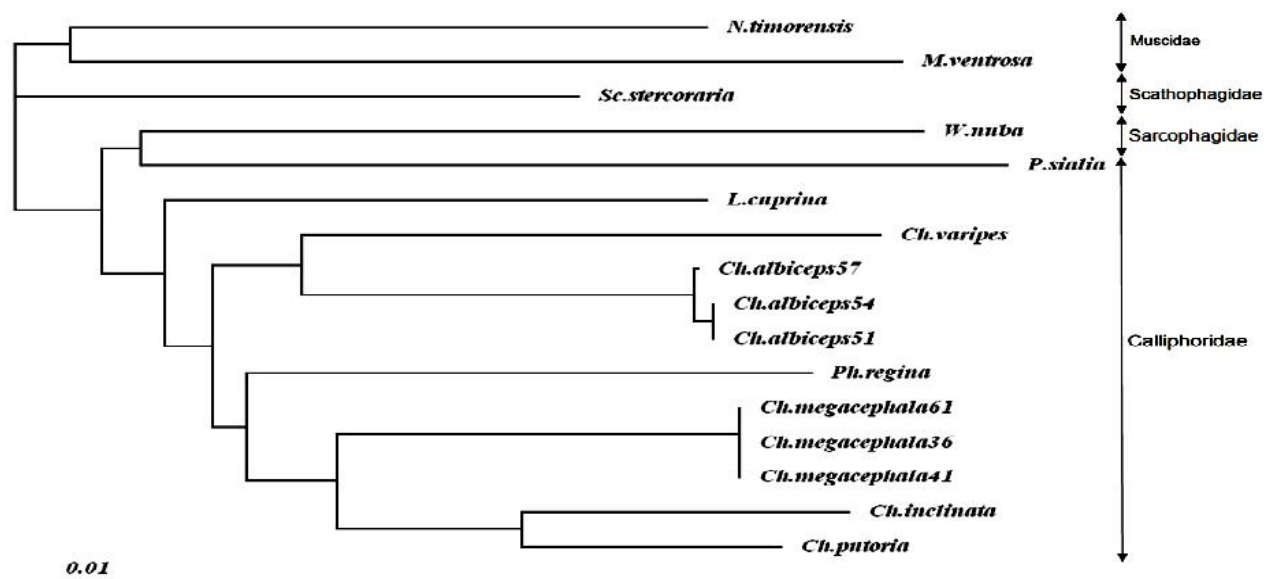 N.timorensis
Muscidae
M.ventrosa
Sc.stercoraria
Scathophagidae
W.nuba
Sarcophagidae
P.sialia
L.cuprina
Ch.varipes
Ch.albiceps57
Ch.albiceps54
Ch.albiceps51
Calliphoridae
Ph.regina
Ch.megacephala61
Ch.megacephala36
Ch.megacephala41
Ch.inclinata
Ch.putoria
0.01